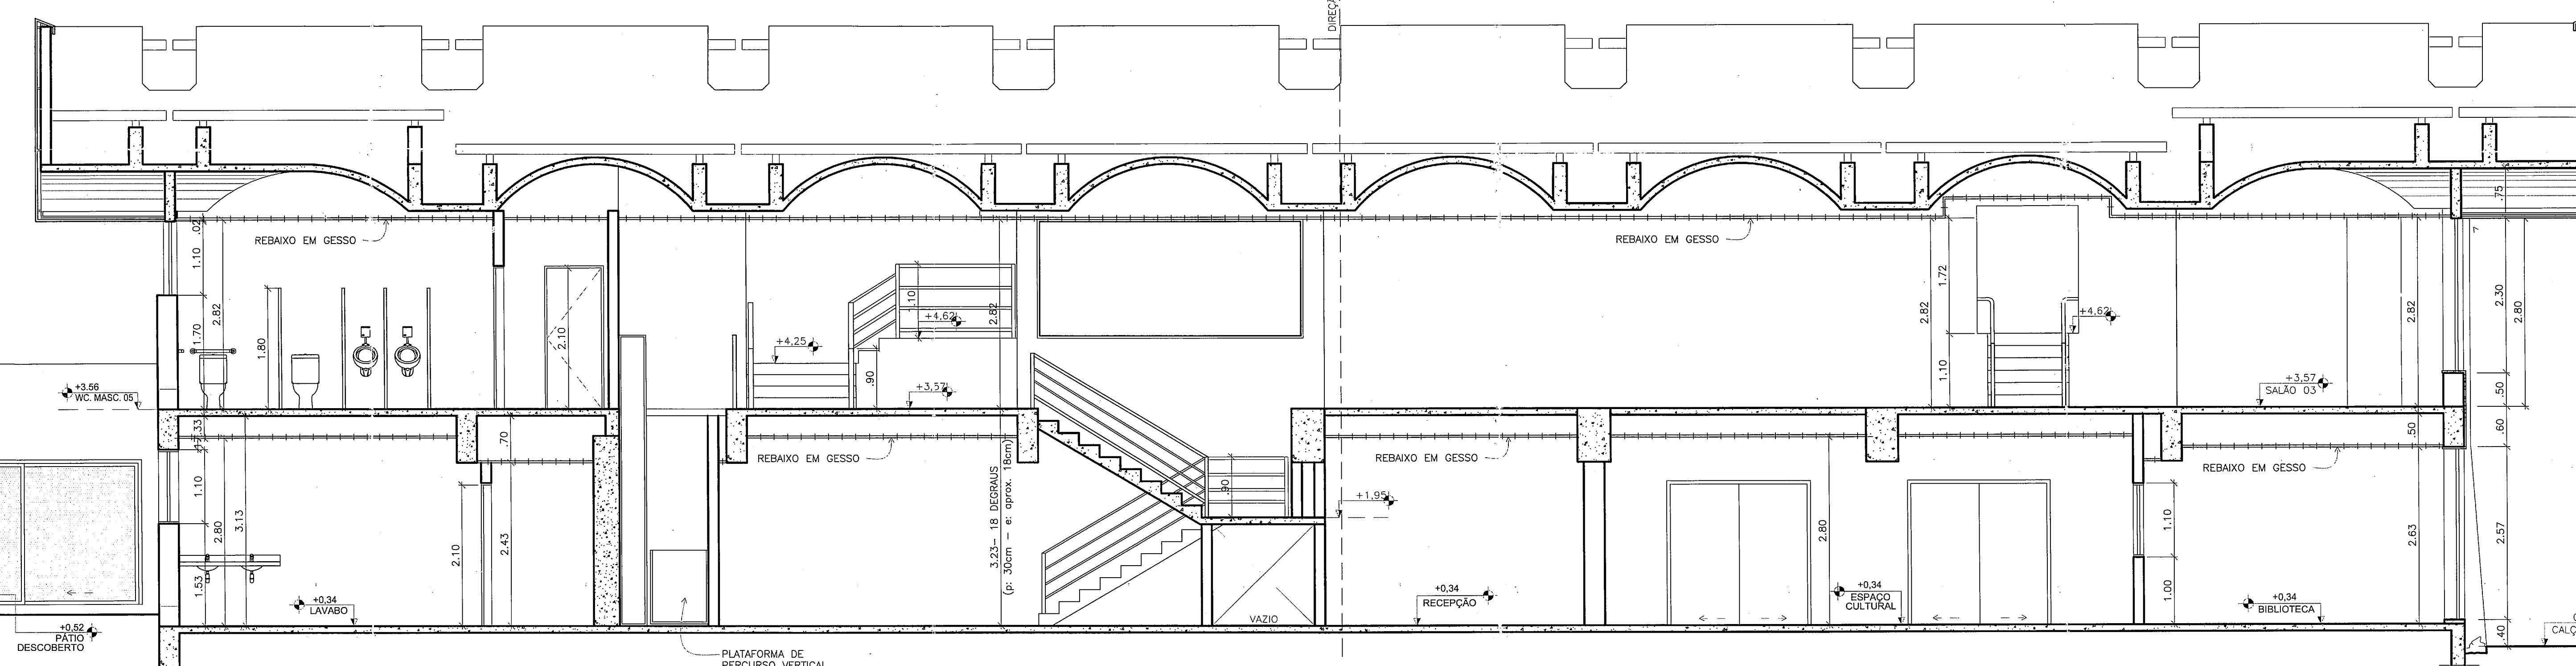 DIREÇÃ
REBAIXO EM GESSO
REBAIXO EM GESSO
.75
.02
1.10
2.82
1.70
1.80
2.10
+4,25
.90
.10
+4,62
2.82
+3,57
2.82
1.72
1.10
+4,62
+3,57
SALÃO 03
2.82
2.30
2.80
.50
+3.56
WC. MASC. 05
.33
.17
1.10
2.80
3.13
1.53
+0,34
LAVABO
2.10
.70
2.43
REBAIXO EM GESSO
3.23- 18 DEGRAUS
(p: 30cm - e: aprox. 18cm)
.90
+1,95
VAZIO
REBAIXO EM GESSO
+0,34
RECEPÇÃO
2.80
+0,34
ESPAÇO
CULTURAL
1.10
1.00
REBAIXO EM GESSO
+0,34
BIBLIOTECA
.50
.60
2.63
2.57
.40
CALÇ
+0,52
PÁTIO
DESCOBERTO
PLATAFORMA DE
PERCURSO VERTICAL